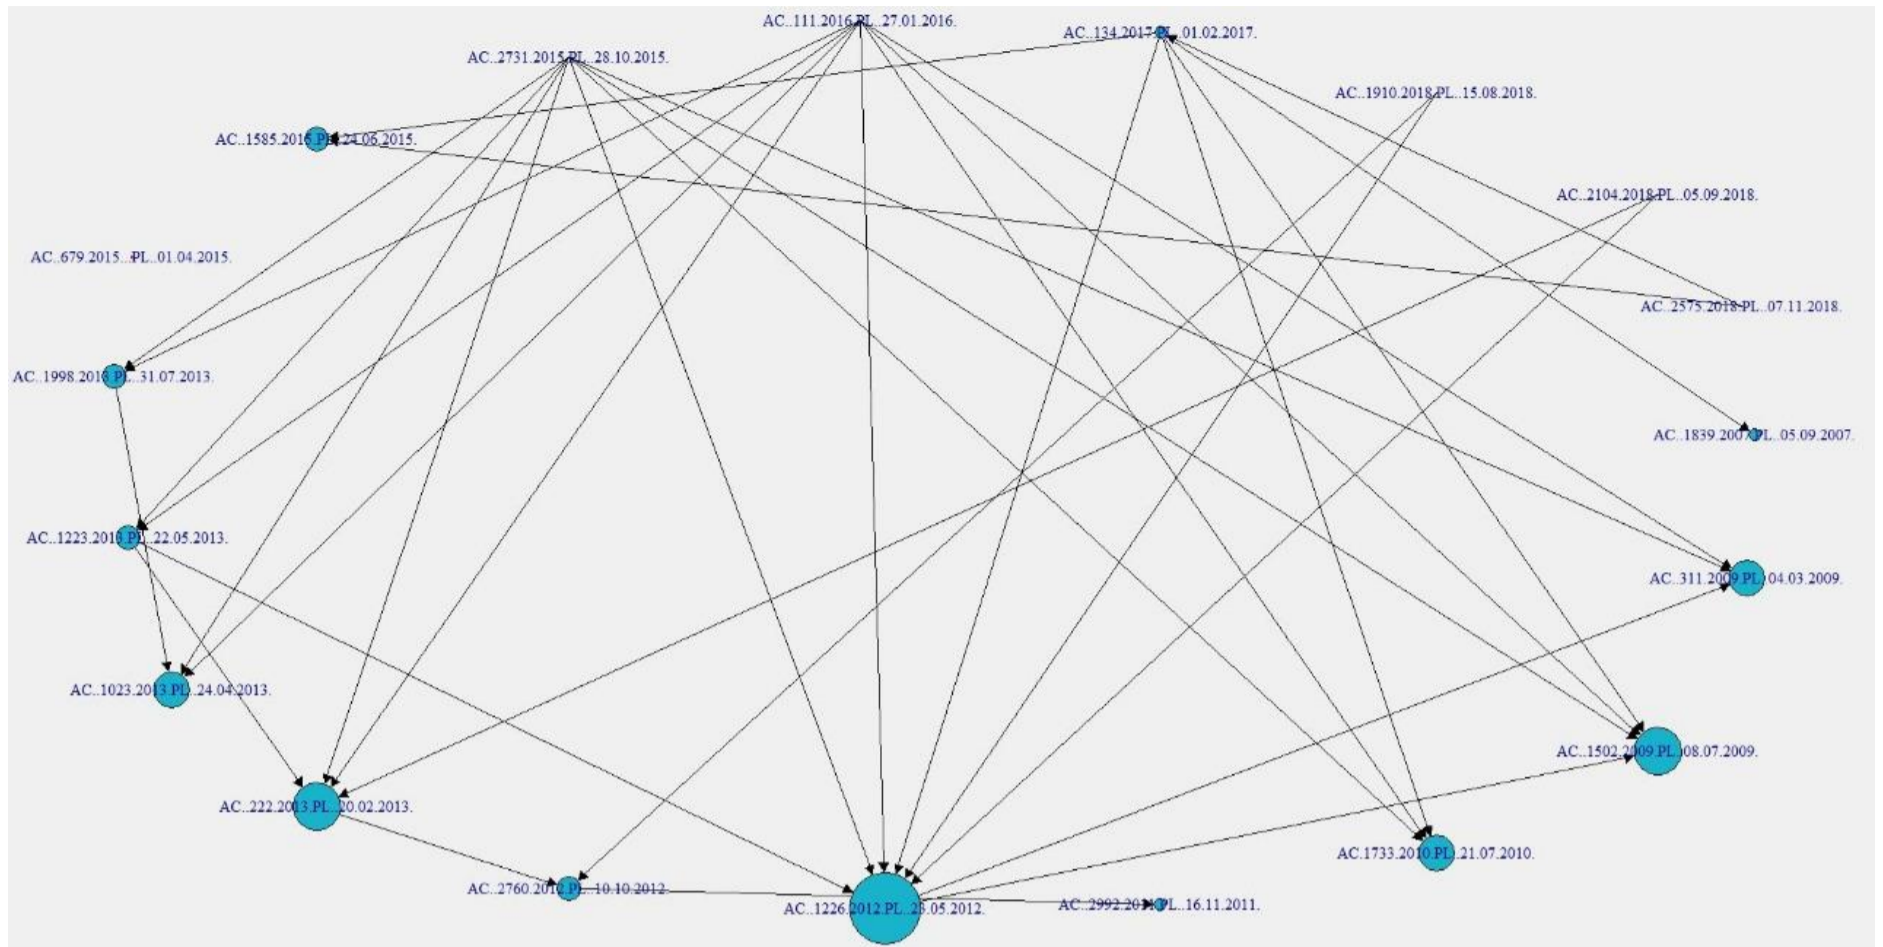 AC..111.2016.PL..27.01.2016.
AC..134.2017.PL..01.02.2017.
AC..2731.2015.PL..28.10.2015.
AC..1910.2018.PL..15.08.2018.
AC..1585.2015.PL..24.06.2015.
AC..2104.2018.PL..05.09.2018.
AC..679.2015...PL..01.04.2015.
AC..2575.2018.PL..07.11.2018.
AC..1998.2013.PL..31.07.2013.
AC..1839.2007.PL..05.09.2007.
AC..1223.2013.PL..22.05.2013.
AC..311.2009.PL..04.03.2009.
AC..1023.2013.PL..24.04.2013.
AC..1502.2009.PL..08.07.2009.
AC..222.2013.PL..20.02.2013.
AC.1733.2010.PL..21.07.2010.
AC..2760.2012.PL..10.10.2012.
AC..1226.2012.PL..23.05.2012.
AC..2992.2011.PL..16.11.2011.